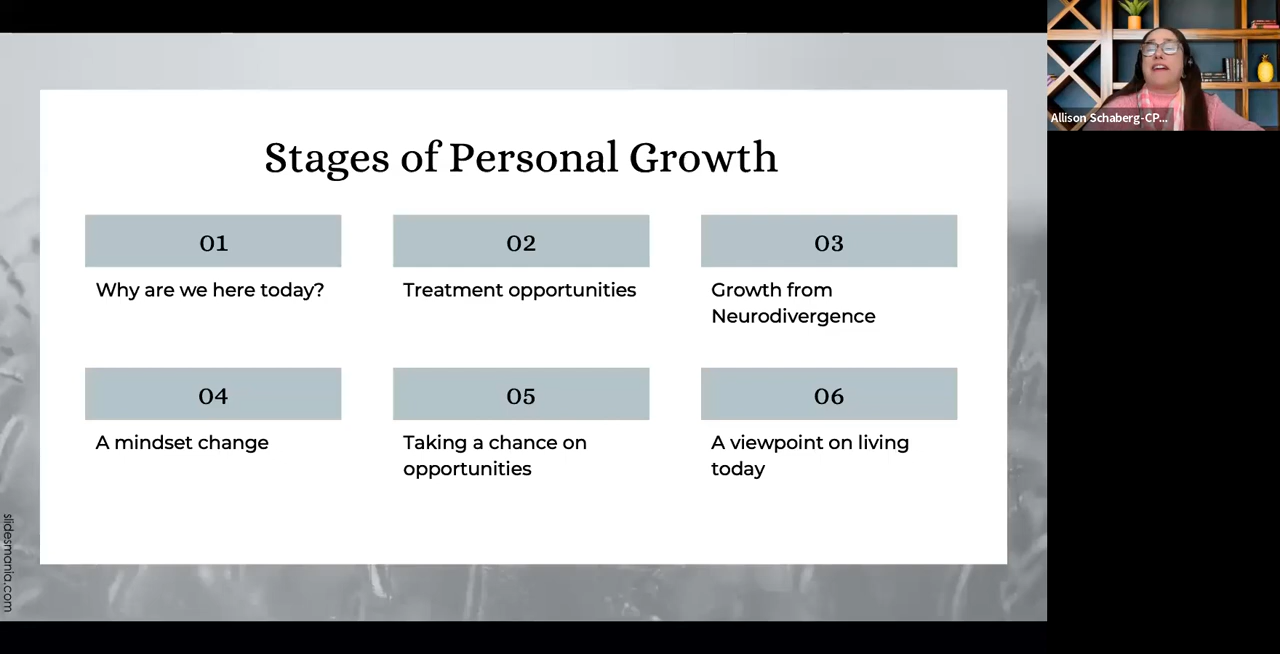 Stages of Personal Growth
01
02
03
Why are we here today?
Treatment opportunities
Growth from
Neurodivergence
04
05
06
A mindset change
Taking a chance on
opportunities
A viewpoint on living
today
slidesmania.com
Allison Schaberg-CP...